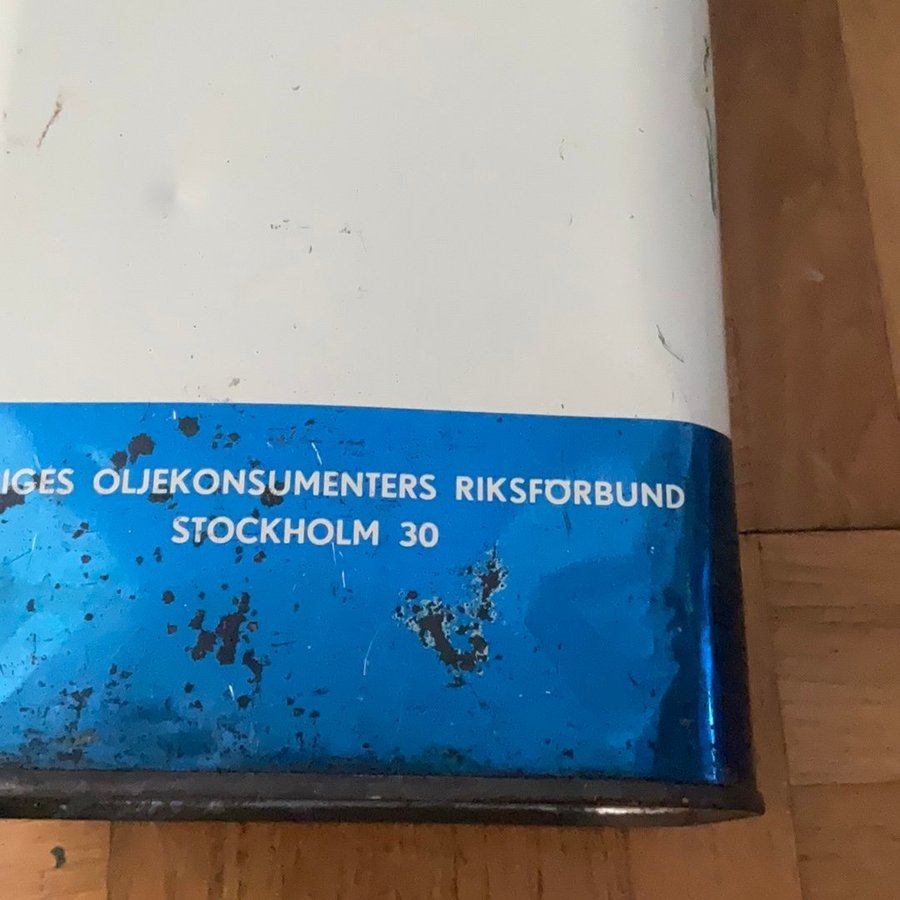 IGES OLJEKONSUMENTERS RIKSFÖRBUND
STOCKHOLM 30